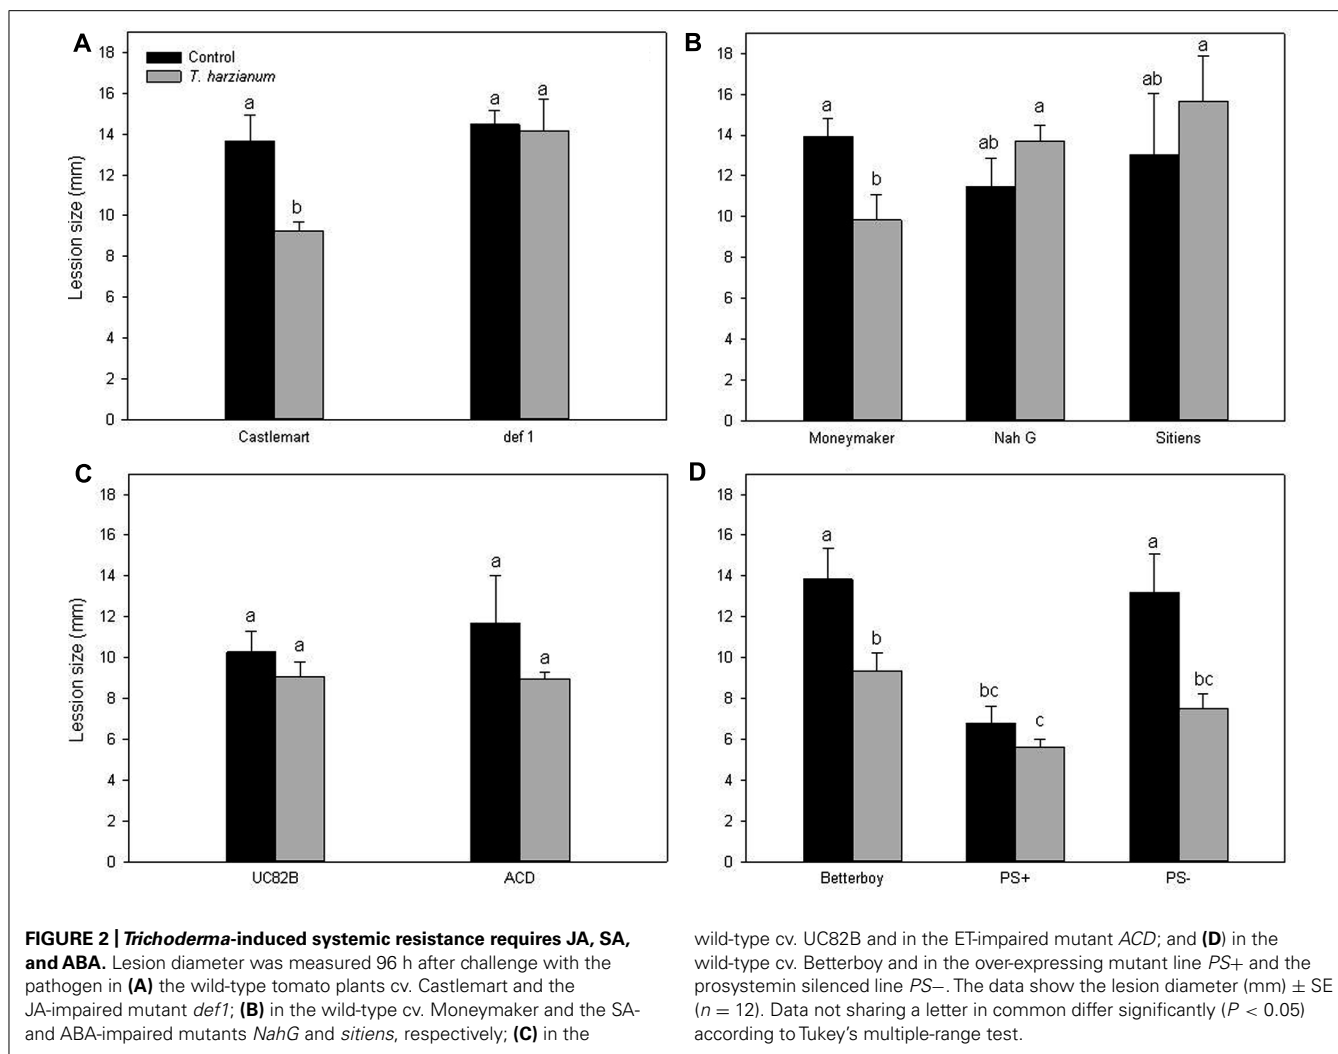 A
18
16
14
12
10
8
6
4
2
0
Lession size (mm)
Control
T. harzianum
a
b
a
a
Castlemart
def 1
B
18
16
14
12
10
8
6
4
2
0
a
b
ab
a
ab
a
Moneymaker
Nah G
Sitiens
C
18
16
14
12
10
8
6
4
2
0
Lession size (mm)
a
a
a
a
UC82B
ACD
D
18
16
14
12
10
8
6
4
2
0
a
b
bc
c
a
bc
Betterboy
PS+
PS-
FIGURE 2 | Trichoderma-induced systemic resistance requires JA, SA,
and ABA. Lesion diameter was measured 96 h after challenge with the
pathogen in (A) the wild-type tomato plants cv. Castlemart and the
JA-impaired mutant def1; (B) in the wild-type cv. Moneymaker and the SA-
and ABA-impaired mutants NahG and sitiens, respectively; (C) in the
wild-type cv. UC82B and in the ET-impaired mutant ACD; and (D) in the
wild-type cv. Betterboy and in the over-expressing mutant line PS+ and the
prosystemin silenced line PS−. The data show the lesion diameter (mm) ± SE
(n = 12). Data not sharing a letter in common differ significantly (P < 0.05)
according to Tukey's multiple-range test.